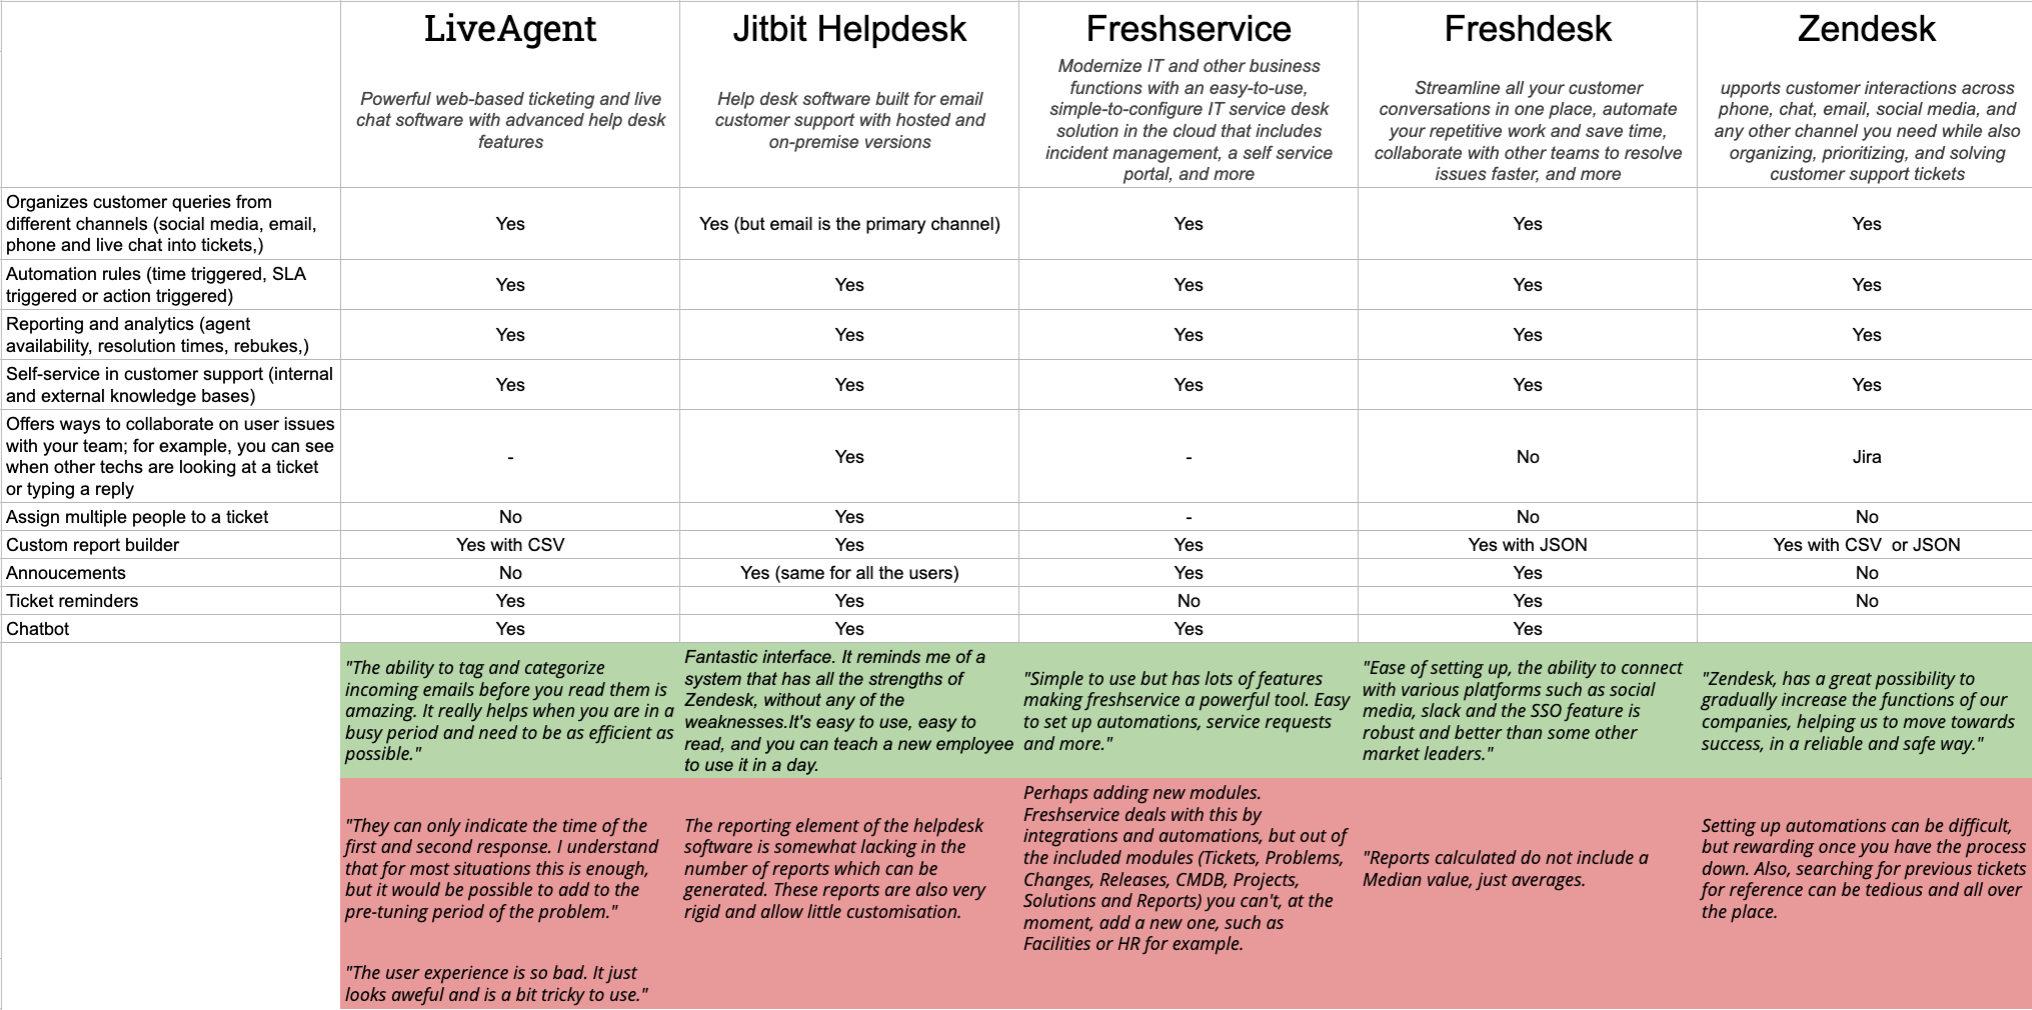 LiveAgent
Powerful web-based ticketing and live
chat software with advanced help desk
features
Jitbit Helpdesk
Help desk software built for email
customer support with hosted and
on-premise versions
Freshservice
Modernize IT and other business
functions with an easy-to-use,
simple-to-configure IT service desk
solution in the cloud that includes
incident management, a self service
portal, and more
Freshdesk
Streamline all your customer
conversations in one place, automate
your repetitive work and save time,
collaborate with other teams to resolve
issues faster, and more
Zendesk
upports customer interactions across
phone, chat, email, social media, and
any other channel you need while also
organizing, prioritizing, and solving
customer support tickets
Organizes customer queries from
different channels (social media, email,
phone and live chat into tickets,)
Yes
Yes (but email is the primary channel)
Yes
Yes
Yes
Automation rules (time triggered, SLA
triggered or action triggered)
Yes
Yes
Yes
Yes
Yes
Reporting and analytics (agent
availability, resolution times, rebukes,)
Yes
Yes
Yes
Yes
Yes
Self-service in customer support (internal
and external knowledge bases)
Yes
Yes
Yes
Yes
Yes
Offers ways to collaborate on user issues
with your team; for example, you can see
when other techs are looking at a ticket
or typing a reply
-
Yes
-
No
Jira
Assign multiple people to a ticket
No
Yes
-
No
No
Custom report builder
Yes with CSV
Yes
Yes
Yes with JSON
Yes with CSV  or JSON
Annoucements
No
Yes (same for all the users)
Yes
Yes
No
Ticket reminders
Yes
Yes
No
Yes
No
Chatbot
Yes
Yes
Yes
Yes
"The ability to tag and categorize
incoming emails before you read them is
amazing. It really helps when you are in a
busy period and need to be as efficient as
possible."
Fantastic interface. It reminds me of a
system that has all the strengths of
Zendesk, without any of the
weaknesses.It's easy to use, easy to
read, and you can teach a new employee
to use it in a day.
"Simple to use but has lots of features
making freshservice a powerful tool. Easy
to set up automations, service requests
and more."
"Ease of setting up, the ability to connect
with various platforms such as social
media, slack and the SSO feature is
robust and better than some other
market leaders."
"Zendesk, has a great possibility to
gradually increase the functions of our
companies, helping us to move towards
success, in a reliable and safe way."
"They can only indicate the time of the
first and second response. I understand
that for most situations this is enough,
but it would be possible to add to the
pre-tuning period of the problem."
The reporting element of the helpdesk
software is somewhat lacking in the
number of reports which can be
generated. These reports are also very
rigid and allow little customisation.
Perhaps adding new modules.
Freshservice deals with this by
integrations and automations, but out of
the included modules (Tickets, Problems,
Changes, Releases, CMDB, Projects,
Solutions and Reports) you can't, at the
moment, add a new one, such as
Facilities or HR for example.
"Reports calculated do not include a
Median value, just averages.
Setting up automations can be difficult,
but rewarding once you have the process
down. Also, searching for previous tickets
for reference can be tedious and all over
the place.
"The user experience is so bad. It just
looks aweful and is a bit tricky to use."